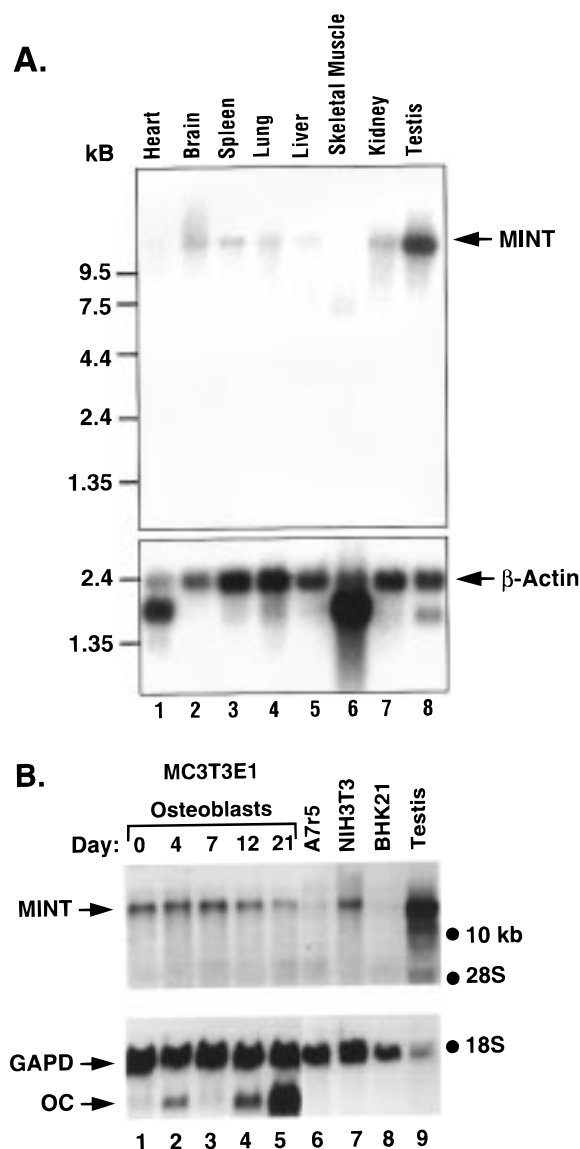 A.
kB
Heart
Brain
Spleen
Lung
Liver
Skeletal Muscle
Kidney
Testis
MINT
9.5
7.5
4.4
2.4
1.35
2.4
β-Actin
1.35
1 2 3 4 5 6 7 8
B.
MC3T3E1
Osteoblasts
Day: 0 4 7 12 21
A7r5
NIH3T3
BHK21
Testis
MINT
10 kb
28S
18S
GAPD
OC
1 2 3 4 5 6 7 8 9